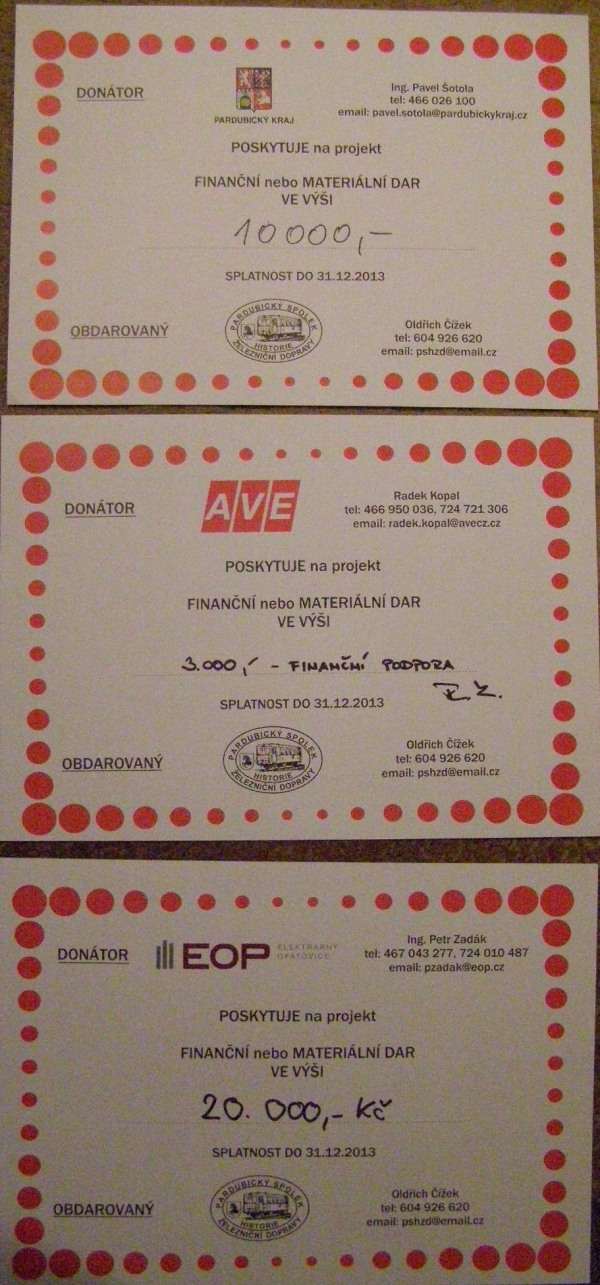 DONÁTOR
PARDUBICKÝ KRAJ
Ing. Pavel Šotola
tel: 466 026 100
email: pavel.sotola@pardubickykraj.cz
POSKYTUJE na projekt
FINANČNÍ nebo MATERIÁLNÍ DAR
VE VÝŠI
10000,-
SPLATNOST DO 31.12.2013
OBDAROVANÝ
PARDUBICKÝ SPOLEK
HISTORIE
ŽELEZNIČNÍ DOPRAVY
Oldřich Čížek
tel: 604 926 620
email: pshzd@email.cz
DONÁTOR
AVE
Radek Kopal
tel: 466 950 036, 724 721 306
email: radek.kopal@avecz.cz
POSKYTUJE na projekt
FINANČNÍ nebo MATERIÁLNÍ DAR
VE VÝŠI
3.000,- - FINANČNÍ PODPORA
SPLATNOST DO 31.12.2013
OBDAROVANÝ
PARDUBICKÝ SPOLEK
HISTORIE
ŽELEZNIČNÍ DOPRAVY
Oldřich Čížek
tel: 604 926 620
email: pshzd@email.cz
DONÁTOR
EOP
ELEKTRÁRNY
OPATOVICE
Ing. Petr Zadák
tel: 467 043 277, 724 010 487
email: pzadak@eop.cz
POSKYTUJE na projekt
FINANČNÍ nebo MATERIÁLNÍ DAR
VE VÝŠI
20.000,- Kč
SPLATNOST DO 31.12.2013
OBDAROVANÝ
PARDUBICKÝ SPOLEK
HISTORIE
ŽELEZNIČNÍ DOPRAVY
Oldřich Čížek
tel: 604 926 620
email: pshzd@email.cz